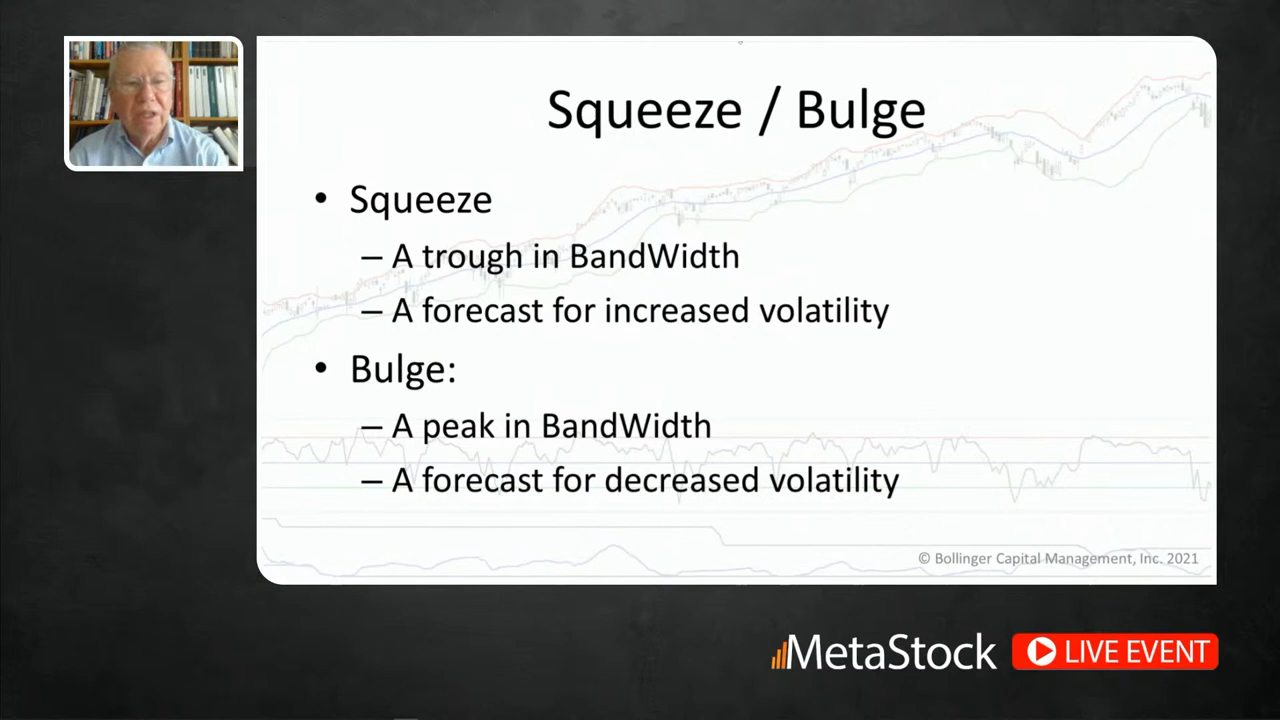 Squeeze / Bulge
• Squeeze
– A trough in BandWidth
– A forecast for increased volatility
• Bulge:
– A peak in BandWidth
– A forecast for decreased volatility
© Bollinger Capital Management, Inc. 2021
MetaStock LIVE EVENT